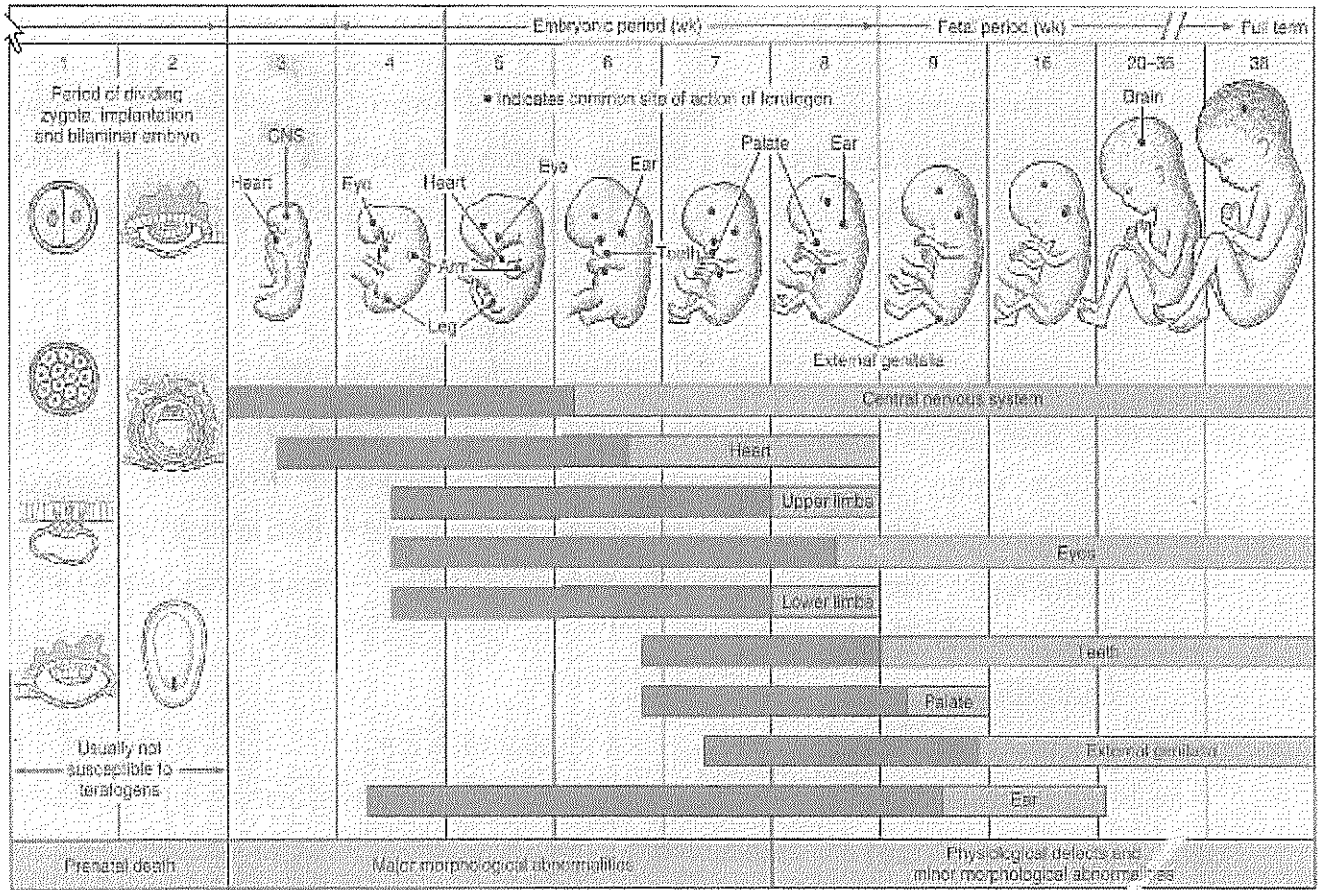 Embryonic period (wk)
Fetal period (wk)
Full term
1
2
3
4
5
6
7
8
9
16
20–36
38
Period of dividing
zygote, implantation
and bilaminar embryo
• Indicates common site of action of teratogen
CNS
Heart
Eye
Heart
Eye
Ear
Palate
Ear
Brain
Arm
Teeth
Leg
External genitalia
Central nervous system
Heart
Upper limbs
Eyes
Lower limbs
Teeth
Palate
External genitalia
Ear
Usually not
susceptible to
teratogens
Prenatal death
Major morphological abnormalities
Physiological defects and
minor morphological abnormalities